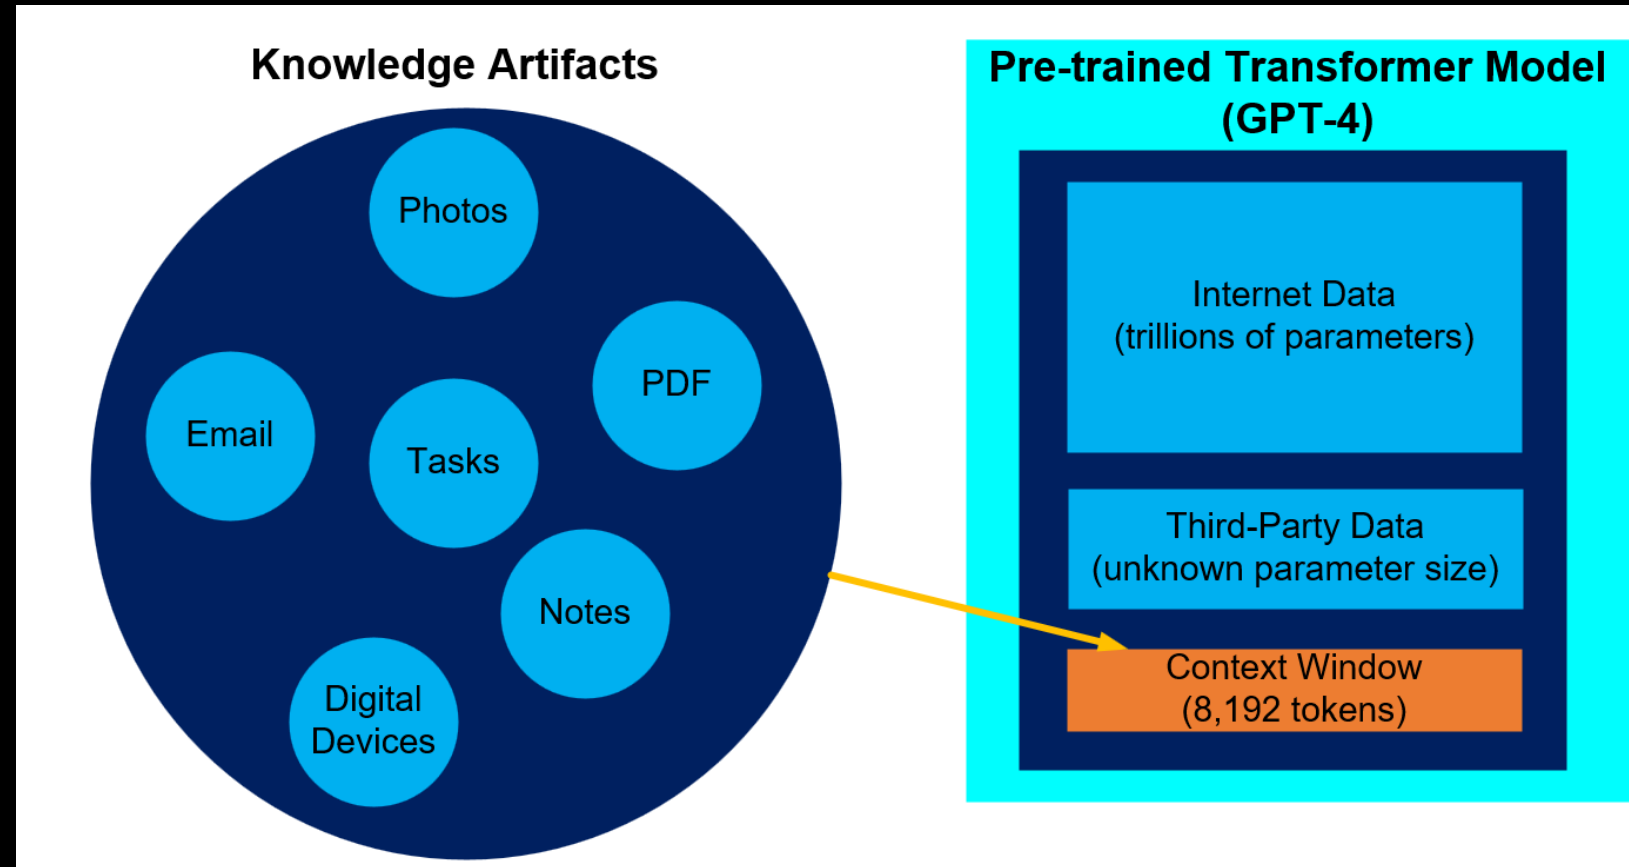 Knowledge Artifacts
Photos
PDF
Email
Tasks
Notes
Digital
Devices
Pre-trained Transformer Model
(GPT-4)
Internet Data
(trillions of parameters)
Third-Party Data
(unknown parameter size)
Context Window
(8,192 tokens)